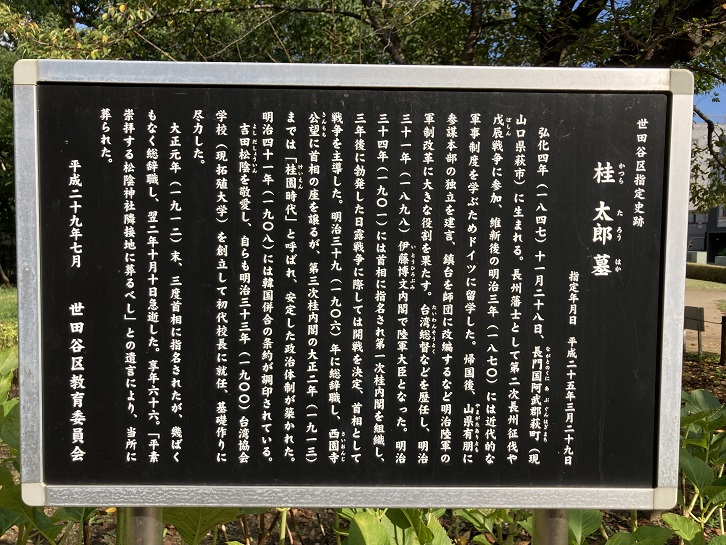 世田谷区指定史跡
桂太郎墓
かつら たろう はか
指定年月日 平成二十五年三月二十九日
弘化四年（一八四七）十一月二十八日、長門国阿武郡萩町（現
山口県萩市）に生まれる。長州藩士として第二次長州征伐や
戊辰戦争に参加、維新後の明治三年（一八七〇）には近代的な
軍事制度を学ぶためドイツに留学した。帰国後、山県有朋に
参謀本部の独立を建言、鎮台を師団に改編するなど明治陸軍の
軍制改革に大きな役割を果たす。台湾総督などを歴任し、明治
三十一年（一八九八）伊藤博文内閣で陸軍大臣となった。明治
三十四年（一九〇一）には首相に指名され第一次桂内閣を組織し、
三年後に勃発した日露戦争に際しては開戦を決定、首相として
戦争を主導した。明治三十九（一九〇六）年に総辞職し、西園寺
公望に首相の座を譲るが、第三次桂内閣の大正二年（一九一三）
までは「桂園時代」と呼ばれ、安定した政治体制が築かれた。
明治四十一年（一九〇八）には韓国併合の条約が調印されている。
吉田松陰を敬愛し、自らも明治三十三年（一九〇〇）台湾協会
学校（現拓殖大学）を創立して初代校長に就任、基礎作りに
尽力した。
大正元年（一九一二）末、三度首相に指名されたが、幾ばく
もなく総辞職し、翌二年十月十日急逝した。享年六十六。「平素
崇拝する松陰神社隣接地に葬るべし」との遺言により、当所に
葬られた。
平成二十九年七月 世田谷区教育委員会